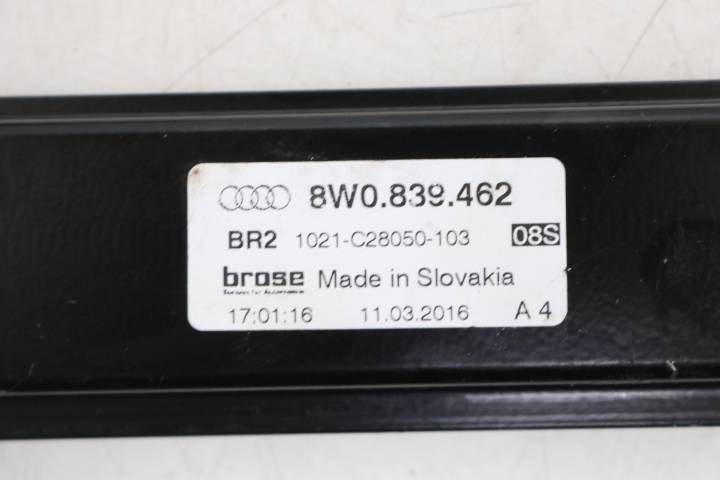 8W0.839.462
BR2 1021-C28050-103 08S
brose Made in Slovakia
17:01:16 11.03.2016 A 4